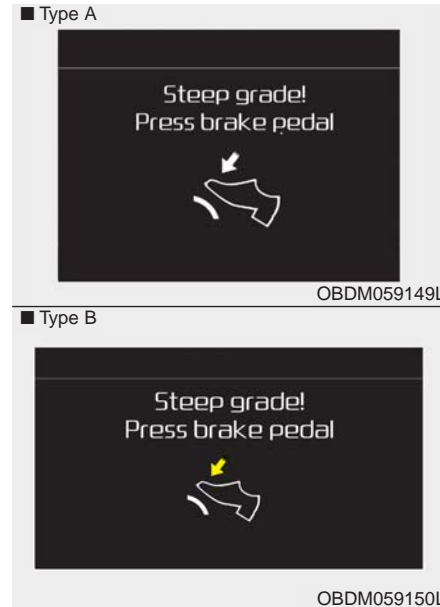 ■ Type A
Steep grade!
Press brake pedal
OBDM059149L
■ Type B
Steep grade!
Press brake pedal
OBDM059150L